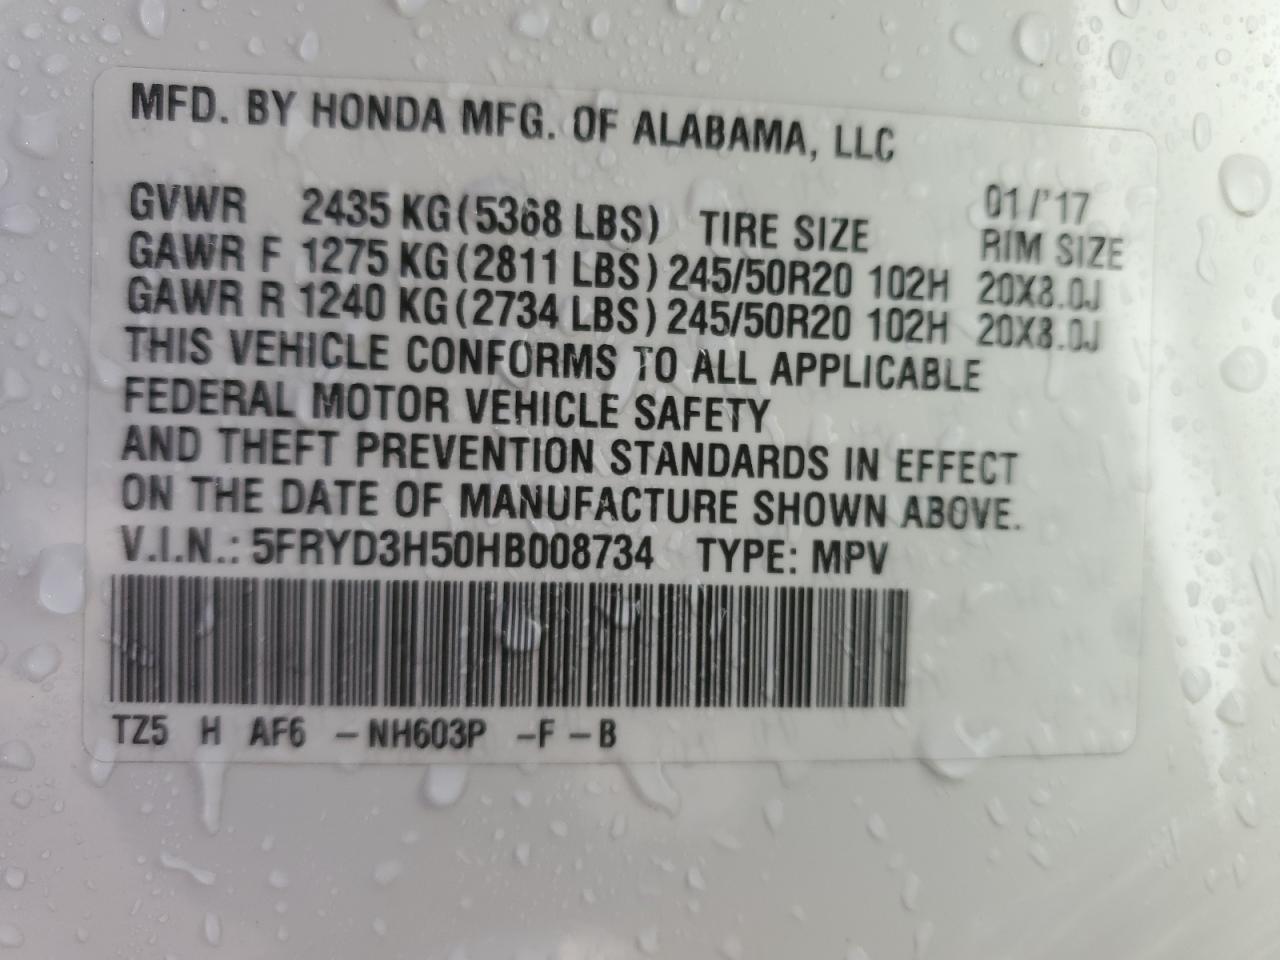 MFD. BY HONDA MFG. OF ALABAMA, LLC
01/'17
GVWR 2435 KG(5368 LBS) TIRE SIZE RIM SIZE
GAWR F 1275 KG(2811 LBS) 245/50R20 102H 20X8.0J
GAWR R 1240 KG(2734 LBS) 245/50R20 102H 20X8.0J
THIS VEHICLE CONFORMS TO ALL APPLICABLE
FEDERAL MOTOR VEHICLE SAFETY
AND THEFT PREVENTION STANDARDS IN EFFECT
ON THE DATE OF MANUFACTURE SHOWN ABOVE.
V.I.N.: 5FRYD3H50HB008734 TYPE: MPV
TZ5 H AF6 -NH603P -F-B